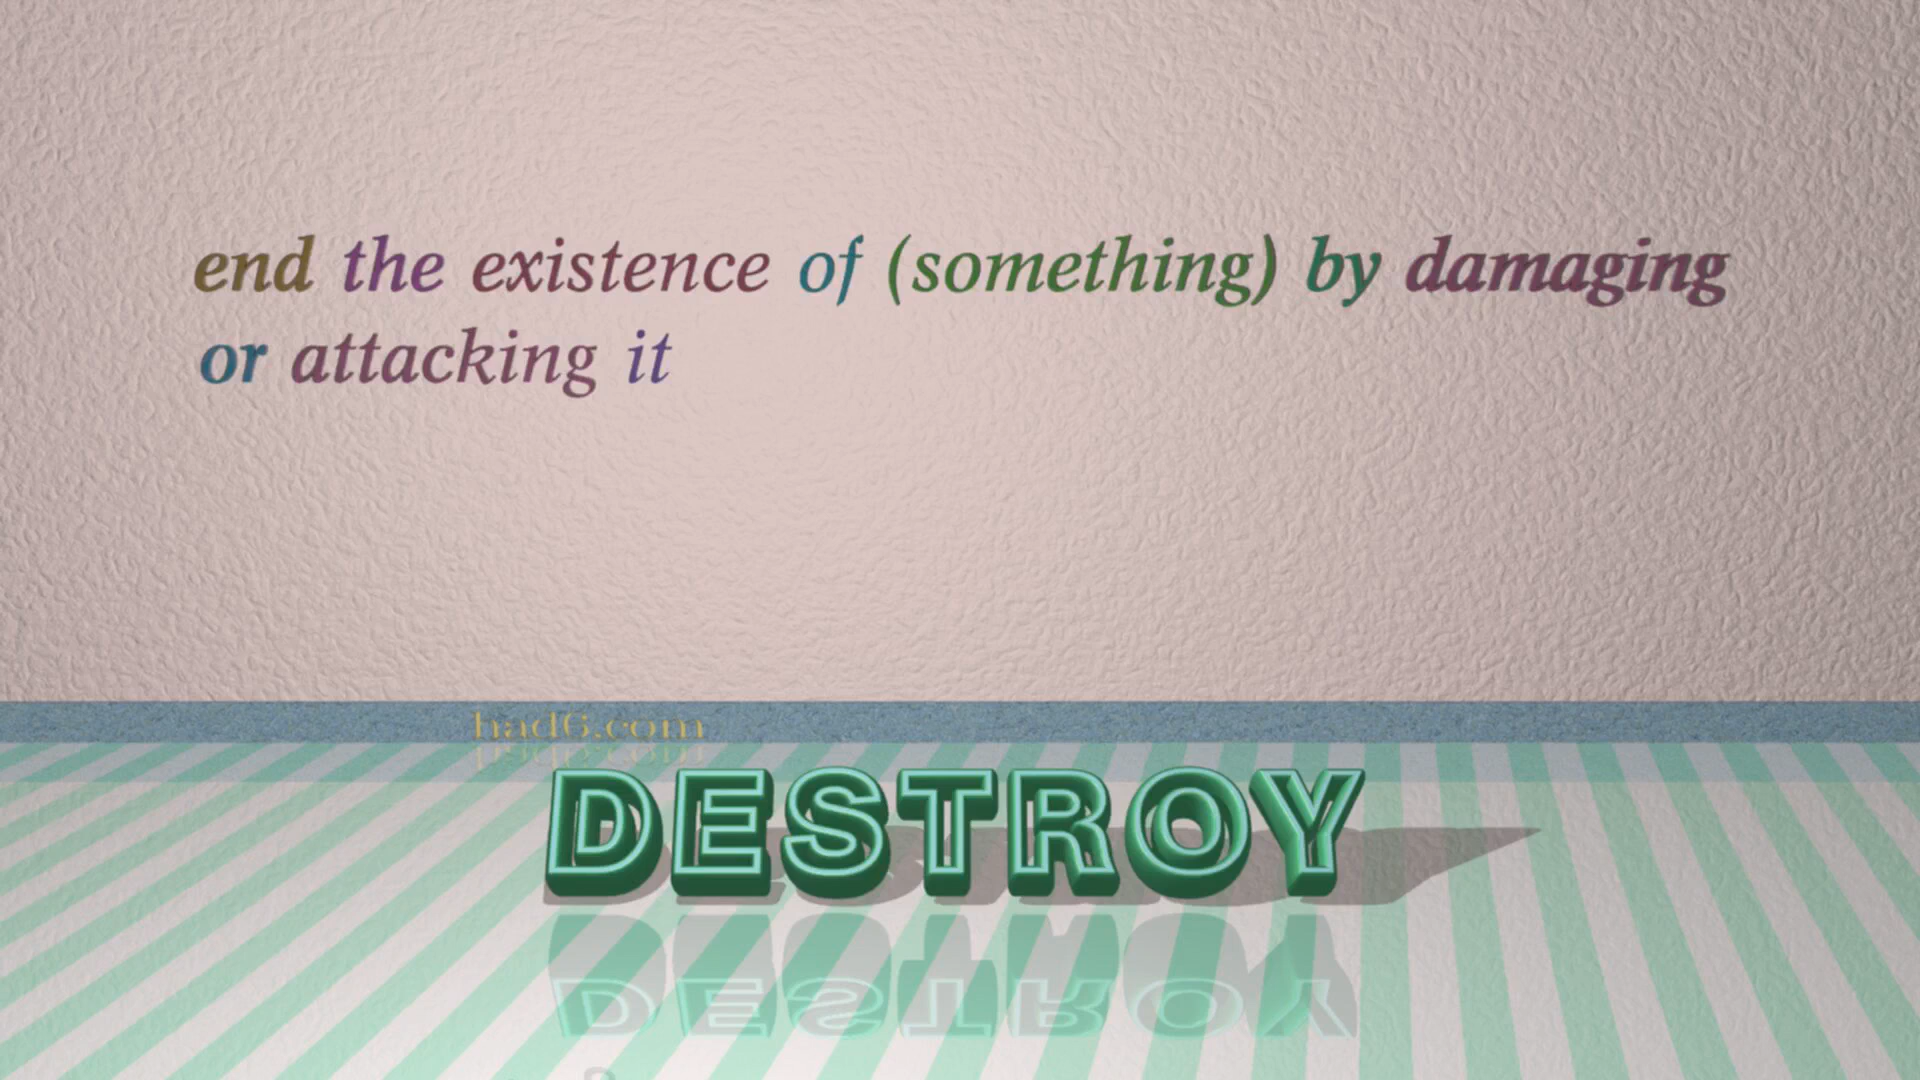 end the existence of (something) by damaging
or attacking it
had6.com
DESTROY